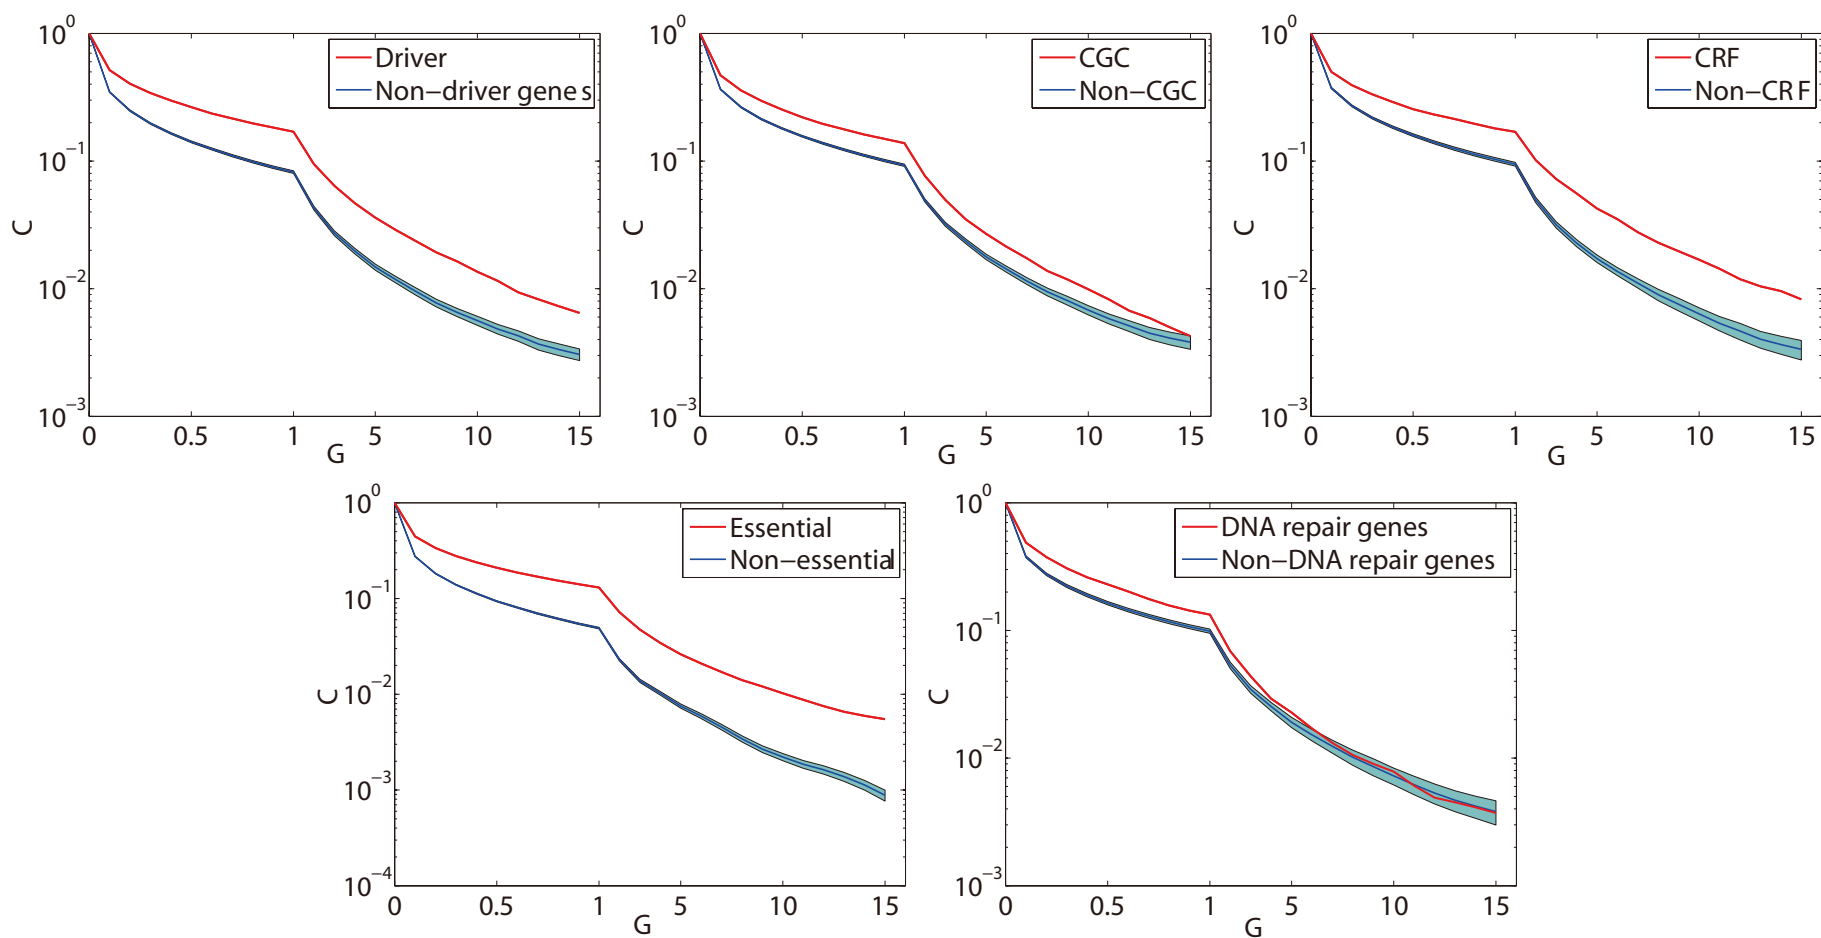 10^0
10^-1
10^-2
10^-3
C
0 0.5 1 5 10 15
G
Driver
Non-driver genes
10^0
10^-1
10^-2
10^-3
C
0 0.5 1 5 10 15
G
CGC
Non-CGC
10^0
10^-1
10^-2
10^-3
C
0 0.5 1 5 10 15
G
CRF
Non-CRF
10^0
10^-1
10^-2
10^-3
10^-4
C
0 0.5 1 5 10 15
G
Essential
Non-essential
10^0
10^-1
10^-2
10^-3
C
0 0.5 1 5 10 15
G
DNA repair genes
Non-DNA repair genes